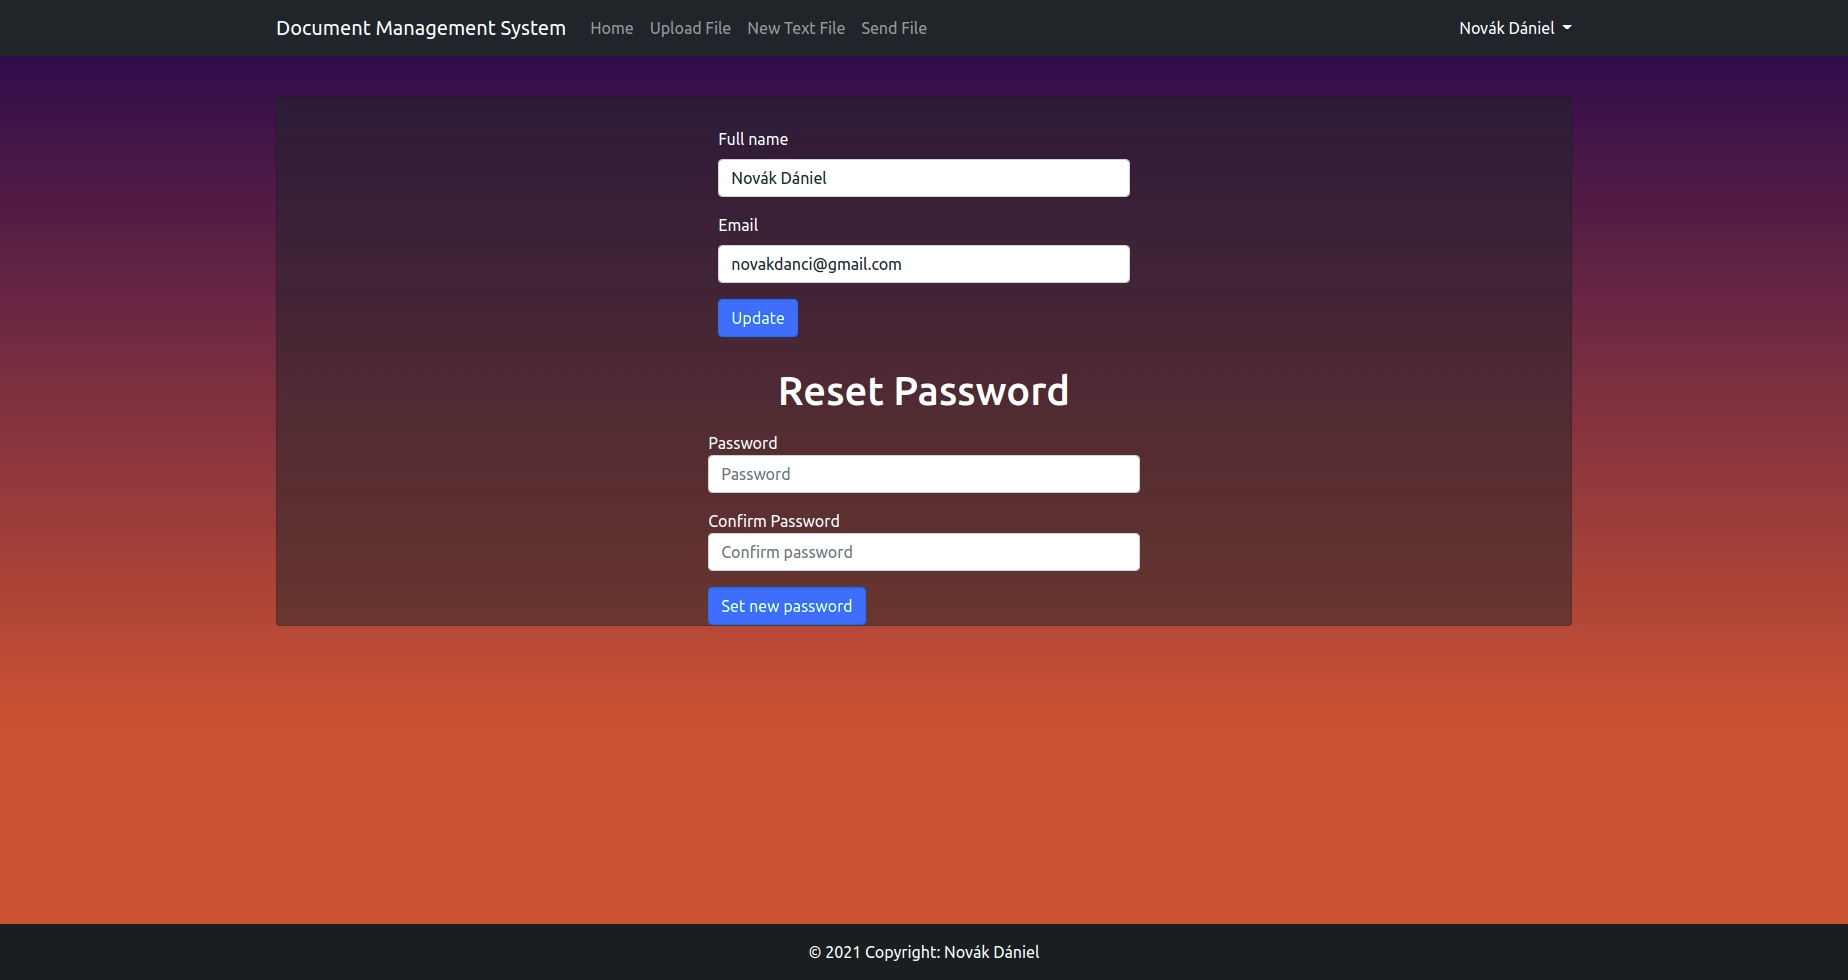 Document Management System Home Upload File New Text File Send File Novák Dániel
Full name
Novák Dániel
Email
novakdanci@gmail.com
Update
Reset Password
Password
Password
Confirm Password
Confirm password
Set new password
© 2021 Copyright: Novák Dániel